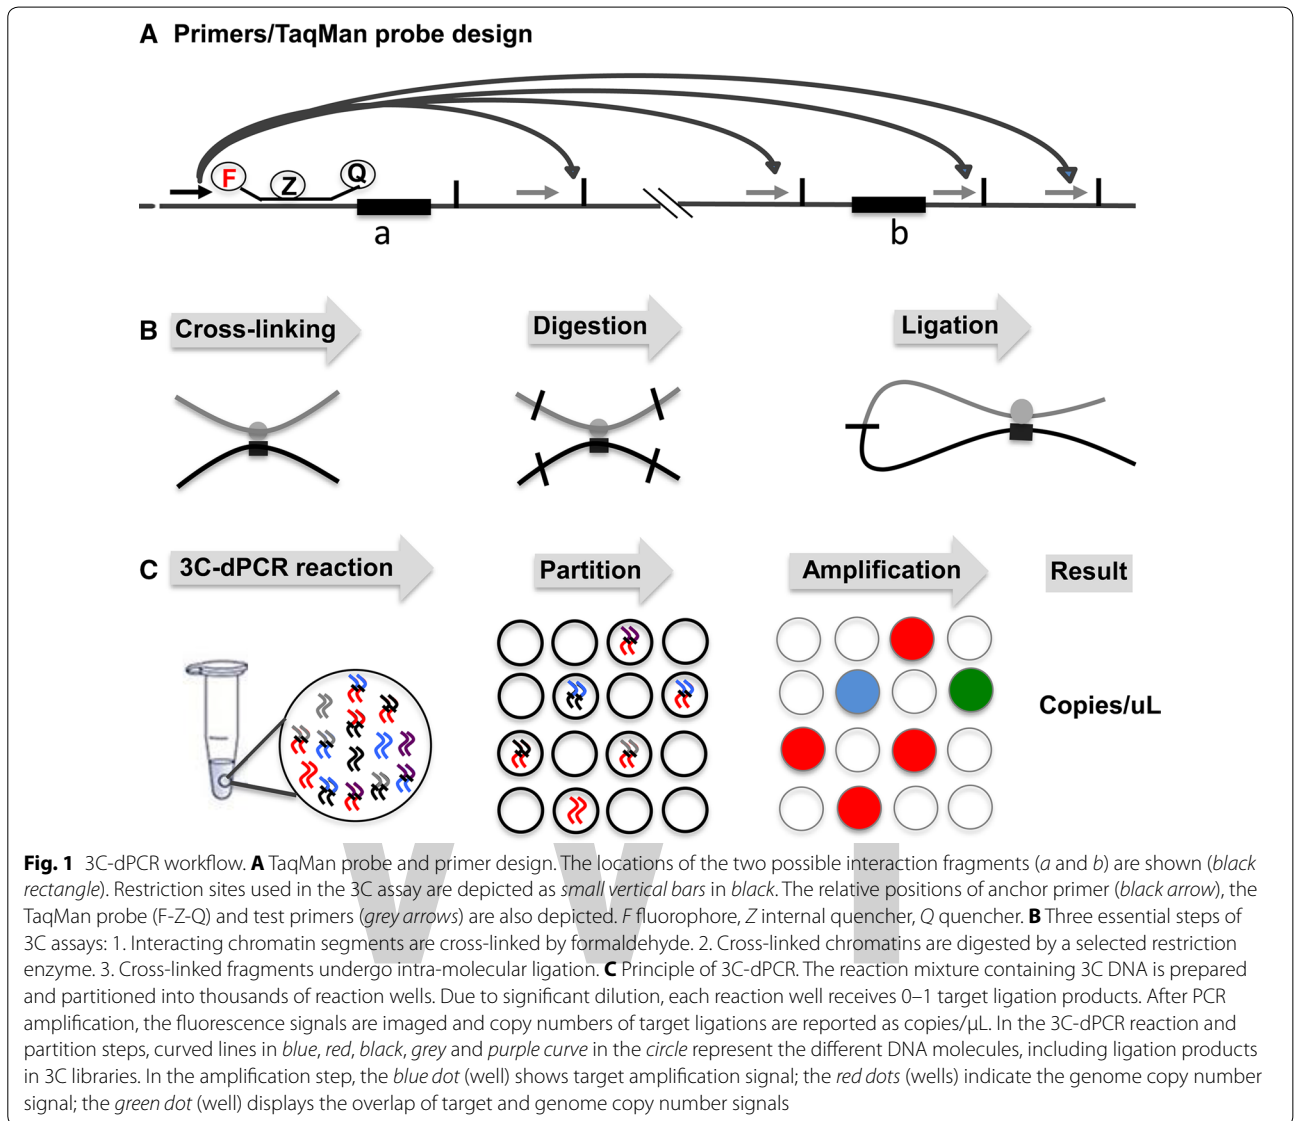 A Primers/TaqMan probe design
F
Z
Q
a
b
B Cross-linking Digestion Ligation
C 3C-dPCR reaction Partition Amplification Result
Copies/uL
Fig. 1 3C-dPCR workflow. A TaqMan probe and primer design. The locations of the two possible interaction fragments (a and b) are shown (black
rectangle). Restriction sites used in the 3C assay are depicted as small vertical bars in black. The relative positions of anchor primer (black arrow), the
TaqMan probe (F-Z-Q) and test primers (grey arrows) are also depicted. F fluorophore, Z internal quencher, Q quencher. B Three essential steps of
3C assays: 1. Interacting chromatin segments are cross-linked by formaldehyde. 2. Cross-linked chromatins are digested by a selected restriction
enzyme. 3. Cross-linked fragments undergo intra-molecular ligation. C Principle of 3C-dPCR. The reaction mixture containing 3C DNA is prepared
and partitioned into thousands of reaction wells. Due to significant dilution, each reaction well receives 0–1 target ligation products. After PCR
amplification, the fluorescence signals are imaged and copy numbers of target ligations are reported as copies/μL. In the 3C-dPCR reaction and
partition steps, curved lines in blue, red, black, grey and purple curve in the circle represent the different DNA molecules, including ligation products
in 3C libraries. In the amplification step, the blue dot (well) shows target amplification signal; the red dots (wells) indicate the genome copy number
signal; the green dot (well) displays the overlap of target and genome copy number signals
VVI